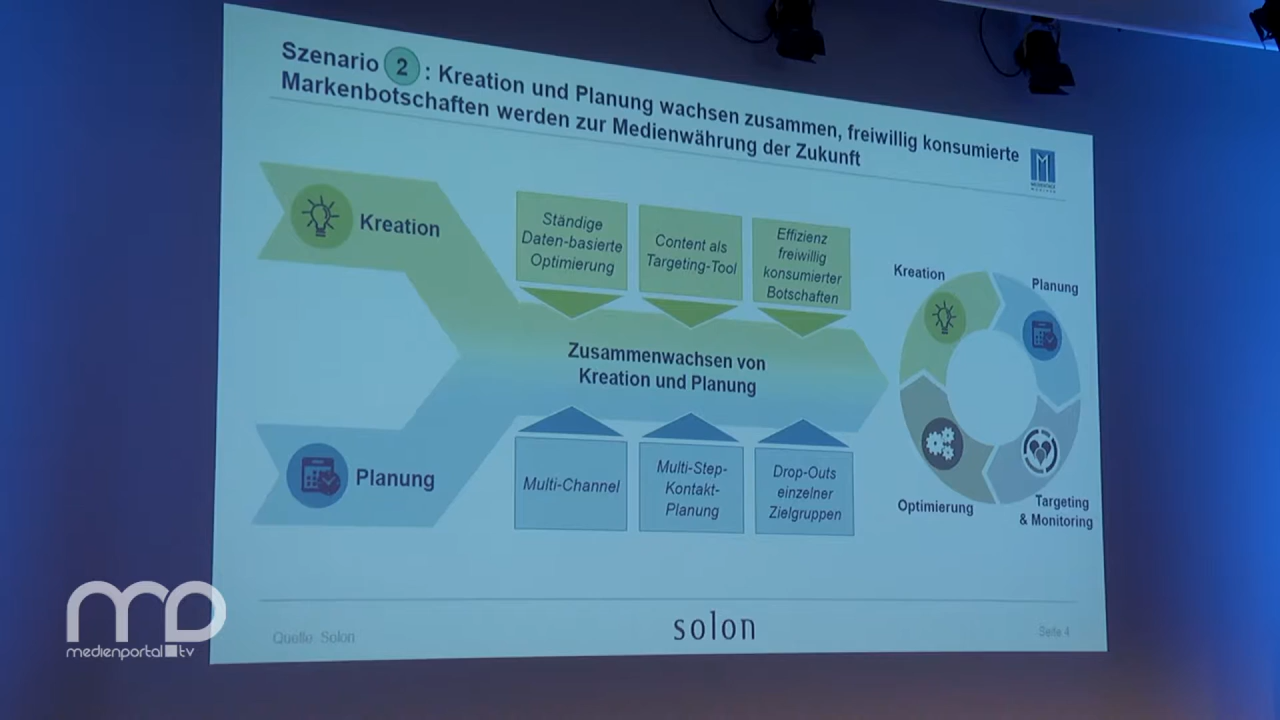 Szenario 2 : Kreation und Planung wachsen zusammen, freiwillig konsumierte
Markenbotschaften werden zur Medienwährung der Zukunft
Kreation
Ständige
Daten-basierte
Optimierung
Content als
Targeting-Tool
Effizienz
freiwillig
konsumierter
Botschaften
Zusammenwachsen von
Kreation und Planung
Planung
Multi-Channel
Multi-Step-
Kontakt-
Planung
Drop-Outs
einzelner
Zielgruppen
Kreation
Planung
Optimierung
Targeting
& Monitoring
Quelle: Solon
solon
Seite 4
medienportal.tv